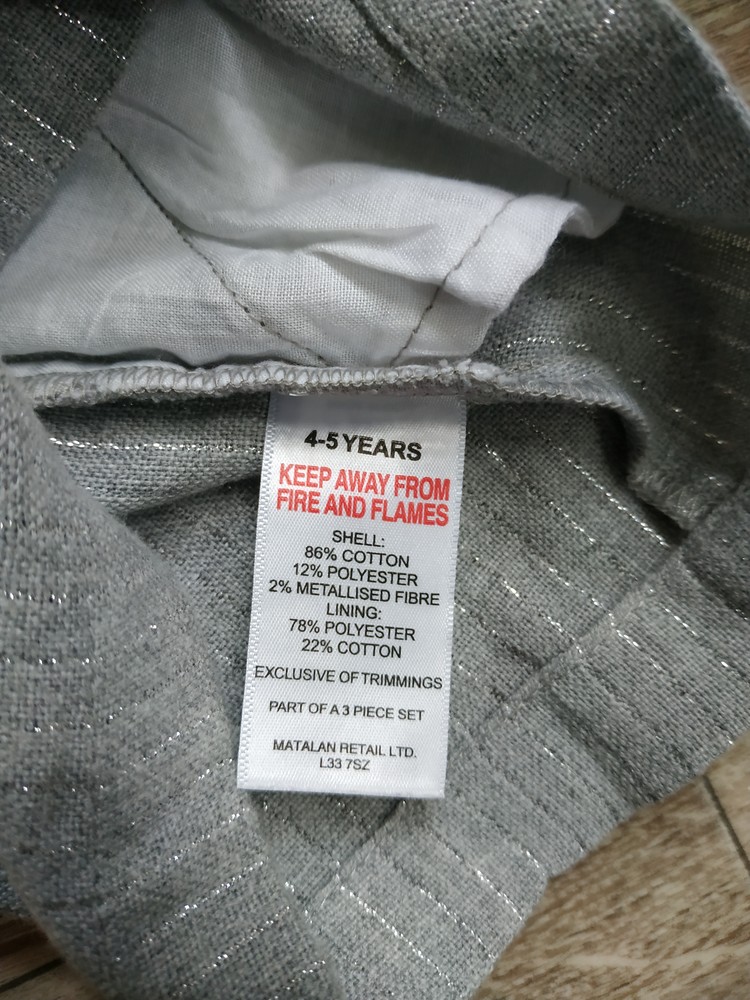 4-5 YEARS
KEEP AWAY FROM
FIRE AND FLAMES
SHELL:
86% COTTON
12% POLYESTER
2% METALLISED FIBRE
LINING:
78% POLYESTER
22% COTTON
EXCLUSIVE OF TRIMMINGS
PART OF A 3 PIECE SET
MATALAN RETAIL LTD.
L33 7SZ